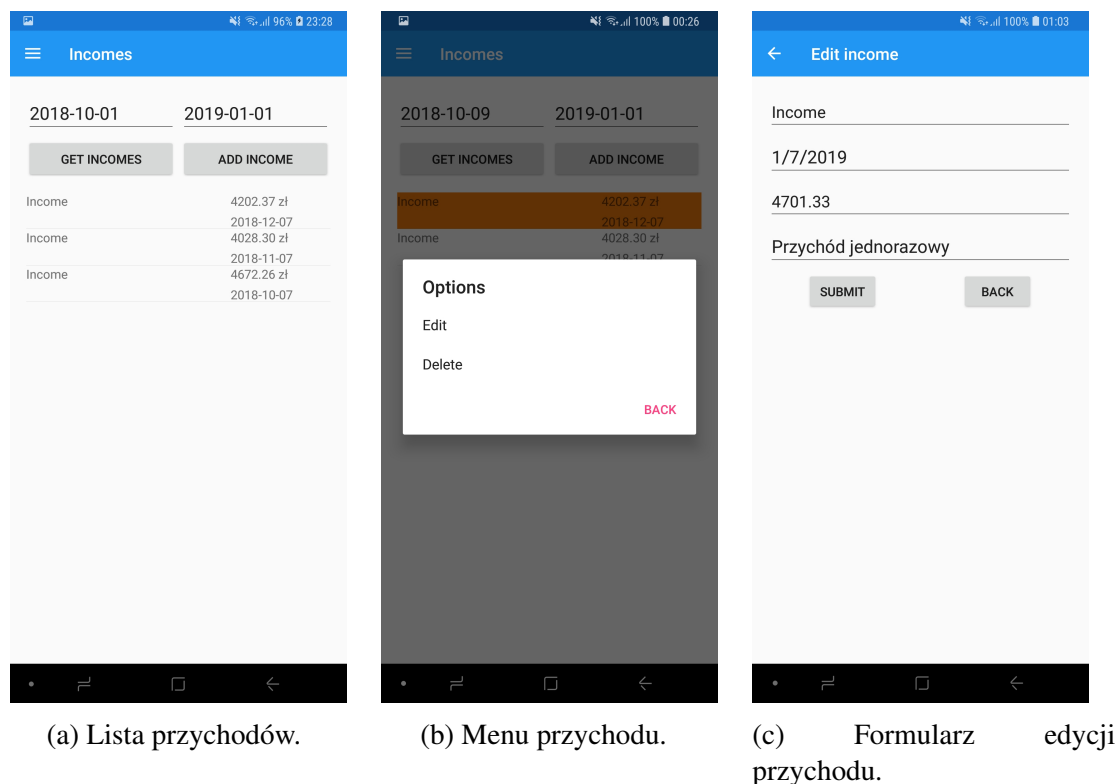 96% 23:28
Incomes
2018-10-01 2019-01-01
GET INCOMES ADD INCOME
Income 4202.37 zł
2018-12-07
Income 4028.30 zł
2018-11-07
Income 4672.26 zł
2018-10-07
(a) Lista przychodów.
100% 00:26
Incomes
2018-10-09 2019-01-01
GET INCOMES ADD INCOME
Income 4202.37 zł
2018-12-07
Income 4028.30 zł
2018-11-07
Options
Edit
Delete
BACK
(b) Menu przychodu.
100% 01:03
Edit income
Income
1/7/2019
4701.33
Przychód jednorazowy
SUBMIT BACK
(c) Formularz edycji
przychodu.